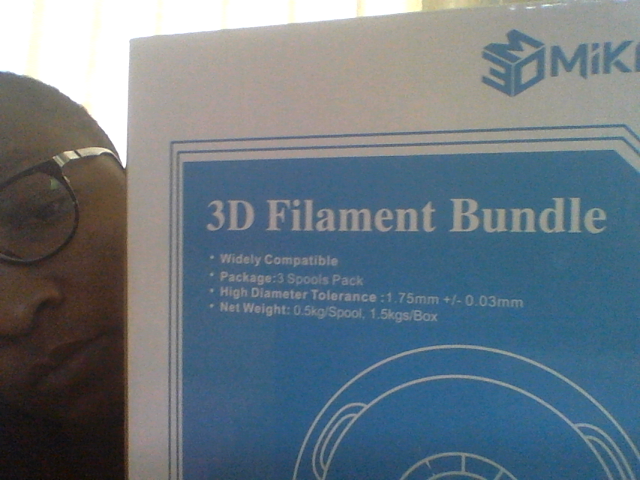 MiK
3D Filament Bundle
• Widely Compatible
• Package:3 Spools Pack
• High Diameter Tolerance :1.75mm +/- 0.03mm
• Net Weight: 0.5kg/Spool, 1.5kgs/Box